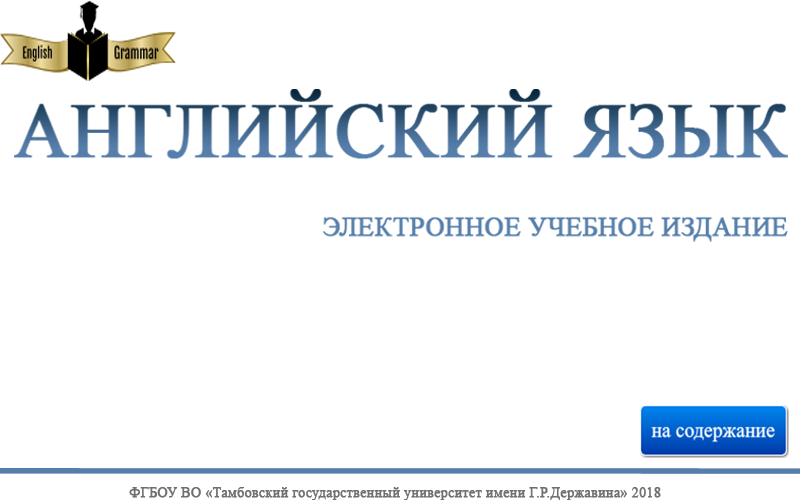 English Grammar
АНГЛИЙСКИЙ ЯЗЫК
ЭЛЕКТРОННОЕ УЧЕБНОЕ ИЗДАНИЕ
на содержание
ФГБОУ ВО «Тамбовский государственный университет имени Г.Р.Державина» 2018